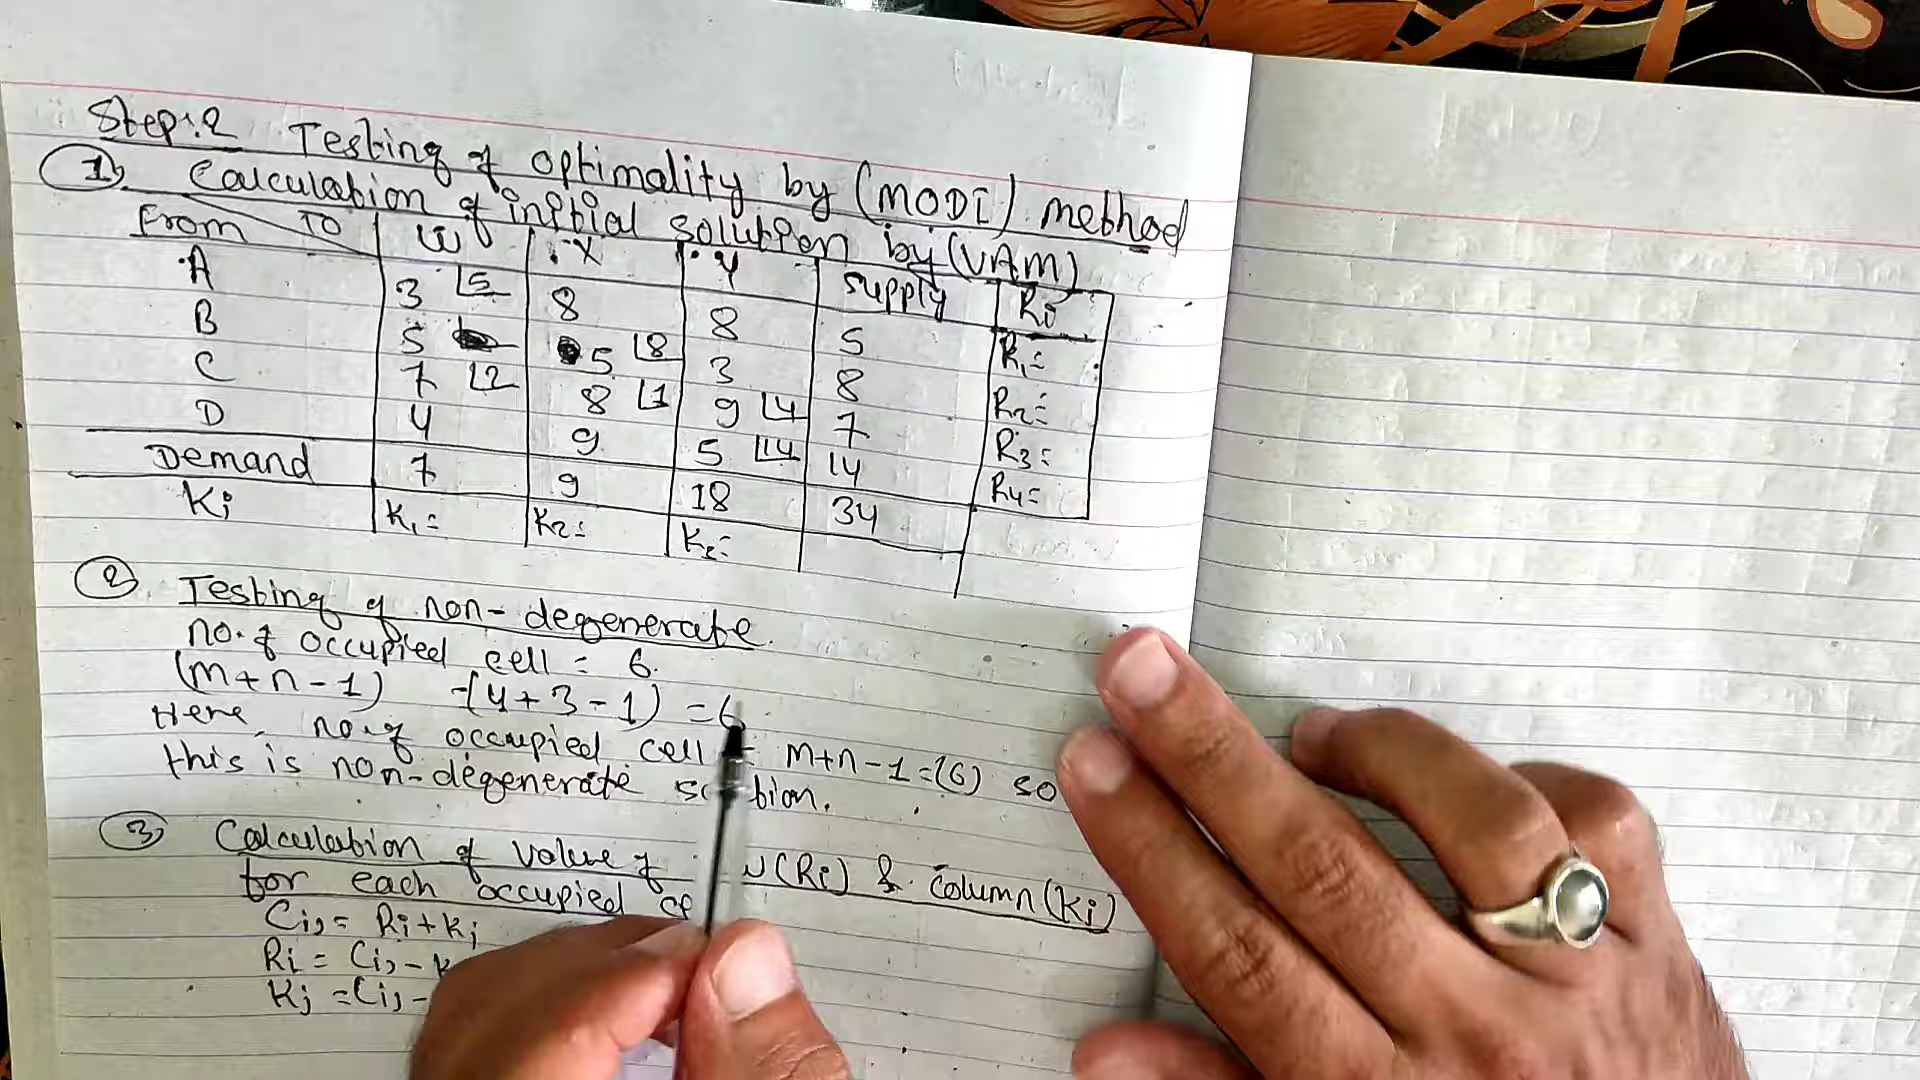 Step:2 Testing of optimality by (MODI) method
1) Calculation of initial solution by (VAM)
From TO W X Y supply Ri
A 3 5 8 8 5 R1=
B 5 5 8 3 8 R2=
C 7 2 8 1 9 4 7 R3=
D 4 9 5 14 14 R4=
Demand 7 9 18 34
Kj K1= K2= K3=
2) Testing of non-degenerate
no. of occupied cell = 6.
(m+n-1) -(4+3-1) = 6
Here, no. of occupied cell = m+n-1=(6) so
this is non-degenerate
3) Calculation of value of (Ri) & column (Kj)
for each occupied
Cij = Ri+Kj
Ri = Cij - K
Kj = Cij -